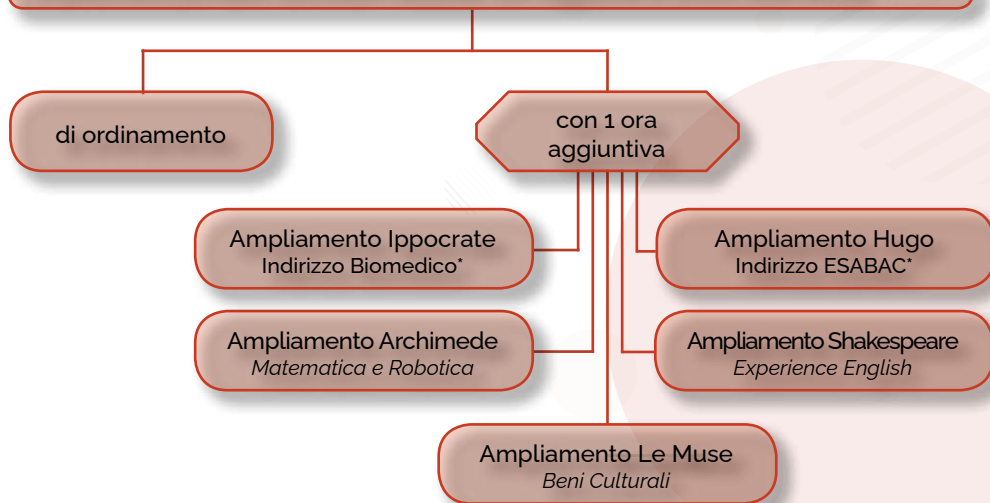 di ordinamento
con 1 ora
aggiuntiva
Ampliamento Ippocrate
Indirizzo Biomedico*
Ampliamento Hugo
Indirizzo ESABAC*
Ampliamento Archimede
Matematica e Robotica
Ampliamento Shakespeare
Experience English
Ampliamento Le Muse
Beni Culturali